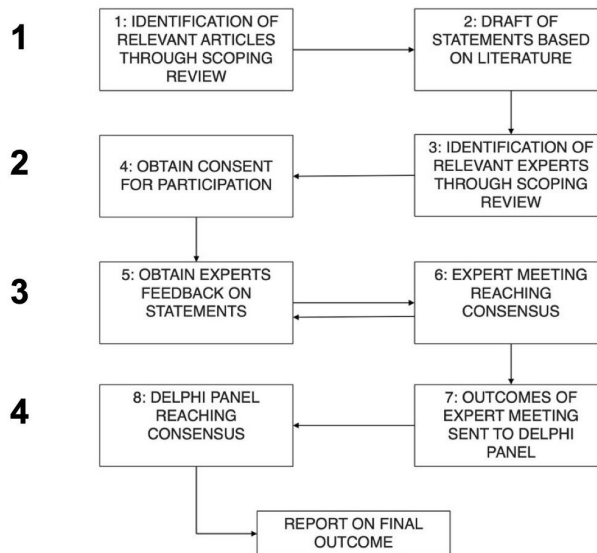 1
1: IDENTIFICATION OF
RELEVANT ARTICLES
THROUGH SCOPING
REVIEW
2: DRAFT OF
STATEMENTS BASED
ON LITERATURE
2
4: OBTAIN CONSENT
FOR PARTICIPATION
3: IDENTIFICATION OF
RELEVANT EXPERTS
THROUGH SCOPING
REVIEW
3
5: OBTAIN EXPERTS
FEEDBACK ON
STATEMENTS
6: EXPERT MEETING
REACHING
CONSENSUS
4
8: DELPHI PANEL
REACHING
CONSENSUS
7: OUTCOMES OF
EXPERT MEETING
SENT TO DELPHI
PANEL
REPORT ON FINAL
OUTCOME